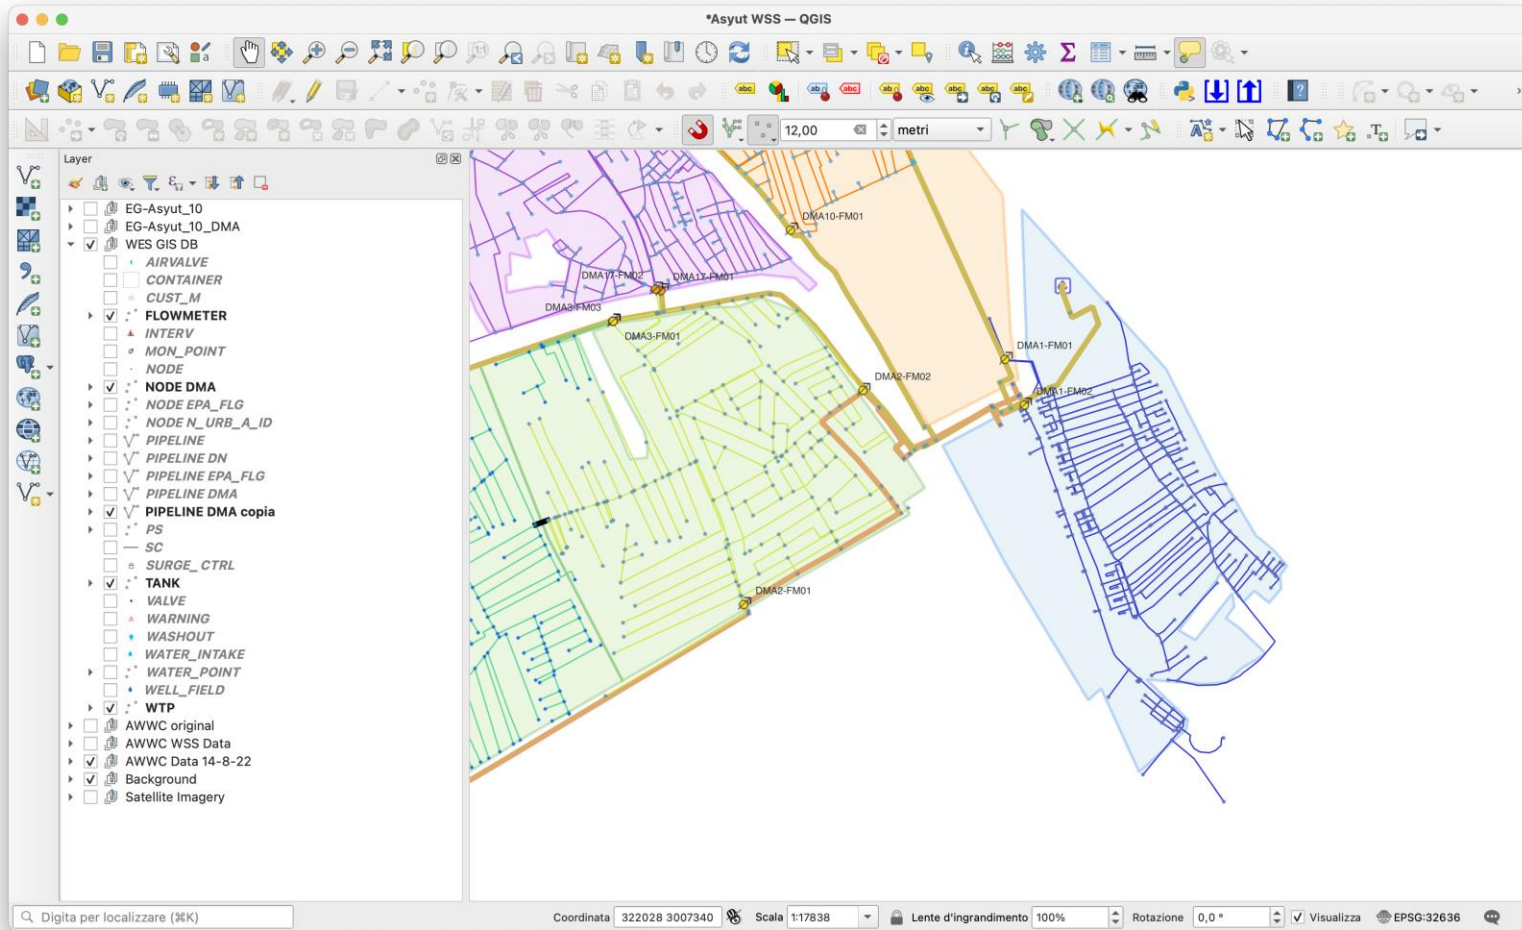 *Asyut WSS — QGIS
12,00
metri
Layer
EG-Asyut_10
EG-Asyut_10_DMA
WES GIS DB
AIRVALVE
CONTAINER
CUST_M
FLOWMETER
INTERV
MON_POINT
NODE
NODE DMA
NODE EPA_FLG
NODE N_URB_A_ID
PIPELINE
PIPELINE DN
PIPELINE EPA_FLG
PIPELINE DMA
PIPELINE DMA copia
PS
SC
SURGE_CTRL
TANK
VALVE
WARNING
WASHOUT
WATER_INTAKE
WATER_POINT
WELL_FIELD
WTP
AWWC original
AWWC WSS Data
AWWC Data 14-8-22
Background
Satellite Imagery
DMA10-FM01
DMA17-FM02
DMA17-FM01
DMA3-FM03
DMA3-FM01
DMA1-FM01
DMA2-FM02
DMA1-FM02
DMA2-FM01
Digita per localizzare (⌘K)
Coordinata 322028 3007340 Scala 1:17838 Lente d'ingrandimento 100% Rotazione 0,0 ° Visualizza EPSG:32636